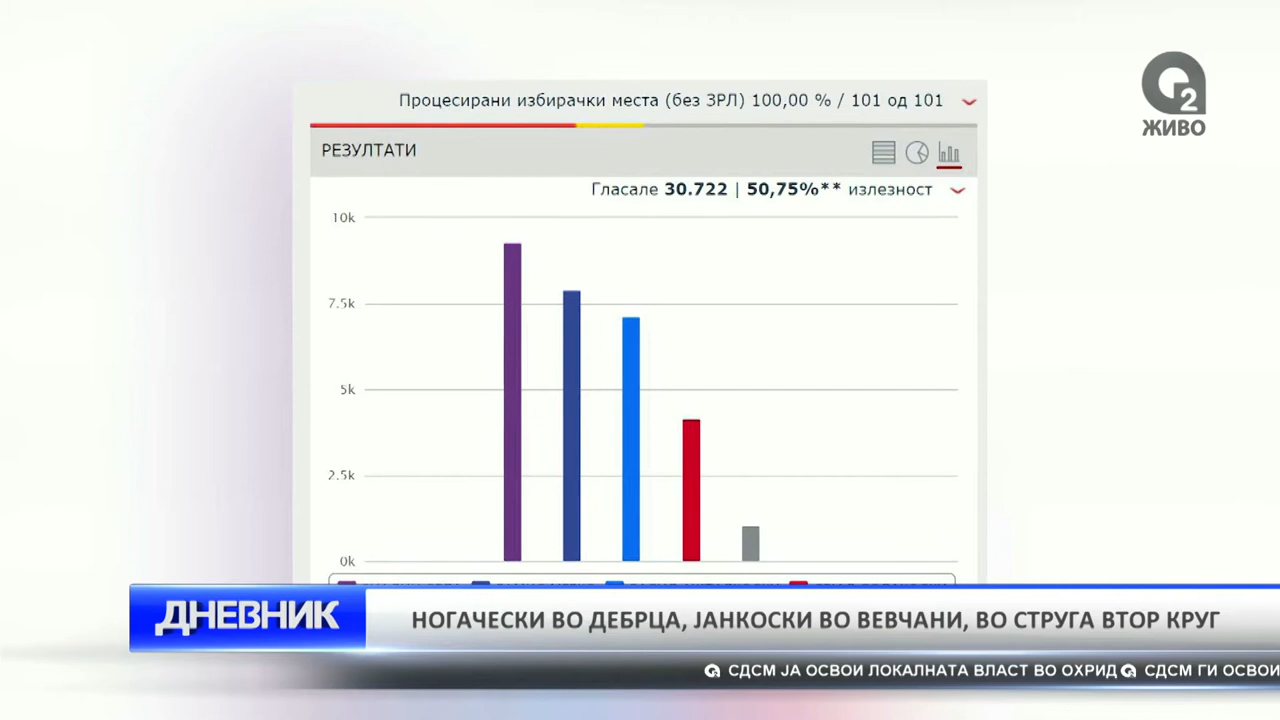 Процесирани избирачки места (без ЗРЛ) 100,00 % / 101 од 101
2
ЖИВО
РЕЗУЛТАТИ
Гласале 30.722 | 50,75%** излезност
10k
7.5k
5k
2.5k
0k
ДНЕВНИК
НОГАЧЕСКИ ВО ДЕБРЦА, ЈАНКОСКИ ВО ВЕВЧАНИ, ВО СТРУГА ВТОР КРУГ
СДСМ ЈА ОСВОИ ЛОКАЛНАТА ВЛАСТ ВО ОХРИД СДСМ ГИ ОСВОИ